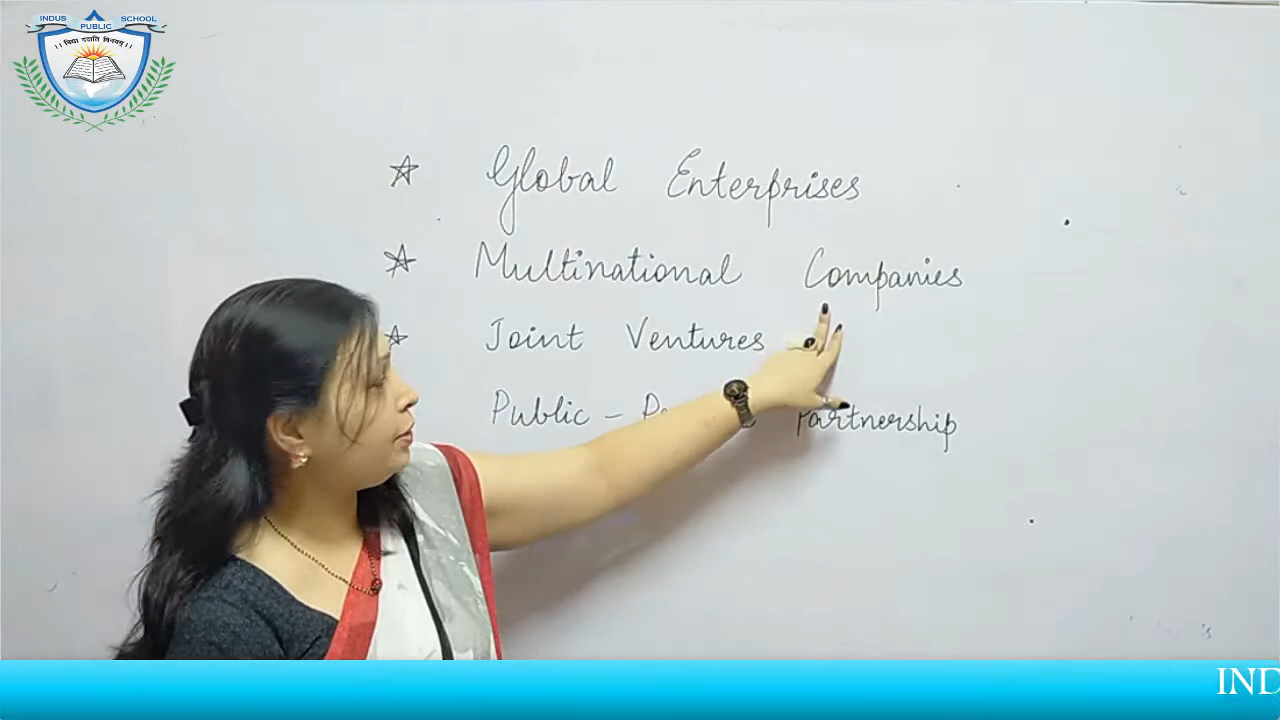 INDUS PUBLIC SCHOOL
।। विद्या ददाति विनयम् ।।
Global Enterprises
Multinational Companies
Joint Ventures
Public - Partnership
IND